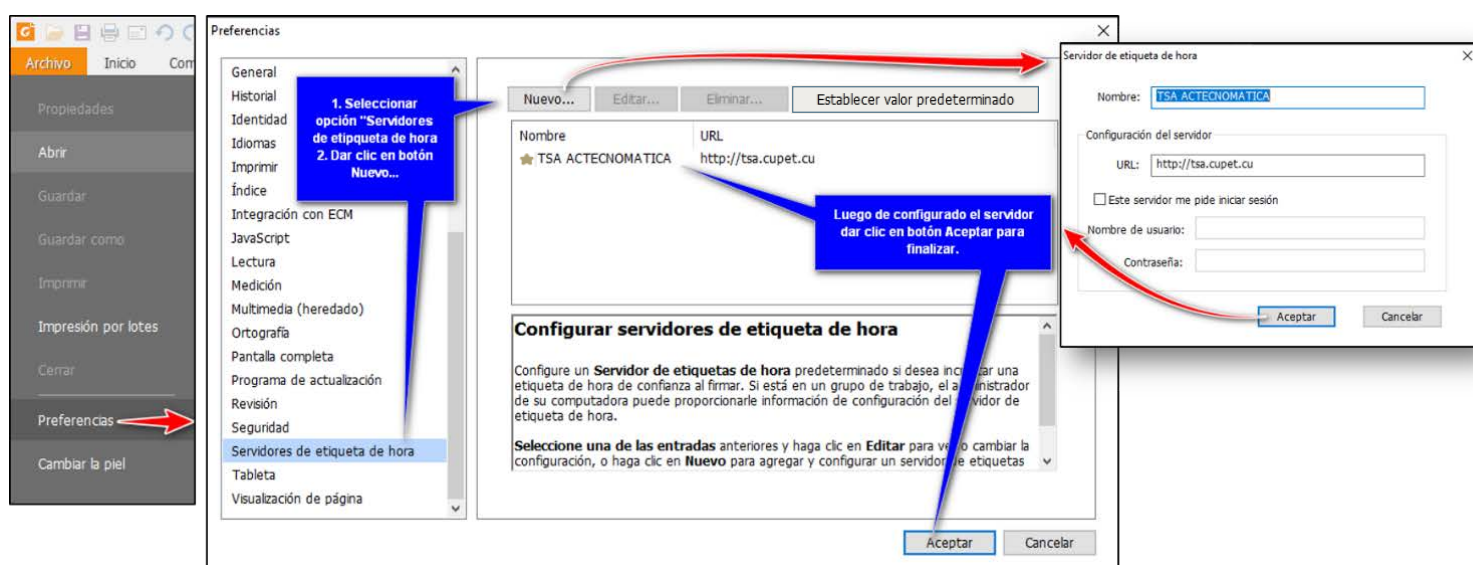 Archivo Inicio Com
Propiedades
Abrir
Guardar
Guardar como
Imprimir
Impresión por lotes
Cerrar
Preferencias
Cambiar la piel
Preferencias
General
Historial
Identidad
Idiomas
Imprimir
Índice
Integración con ECM
JavaScript
Lectura
Medición
Multimedia (heredado)
Ortografía
Pantalla completa
Programa de actualización
Revisión
Seguridad
Servidores de etiqueta de hora
Tableta
Visualización de página
1. Seleccionar
opción "Servidores
de etipqueta de hora
2. Dar clic en botón
Nuevo...
Nuevo... Editar... Eliminar... Establecer valor predeterminado
Nombre URL
TSA ACTECNOMATICA http://tsa.cupet.cu
Luego de configurado el servidor
dar clic en botón Aceptar para
finalizar.
Configurar servidores de etiqueta de hora
Configure un Servidor de etiquetas de hora predeterminado si desea una
etiqueta de hora de confianza al firmar. Si está en un grupo de trabajo, el
de su computadora puede proporcionarle información de configuración del de
etiqueta de hora.
Seleccione una de las entradas anteriores y haga clic en Editar para cambiar la
configuración, o haga clic en Nuevo para agregar y configurar un servidor de etiquetas
Aceptar Cancelar
Servidor de etiqueta de hora
Nombre: TSA ACTECNOMATICA
Configuración del servidor
URL: http://tsa.cupet.cu
Este servidor me pide iniciar sesión
Nombre de usuario:
Contraseña:
Aceptar Cancelar